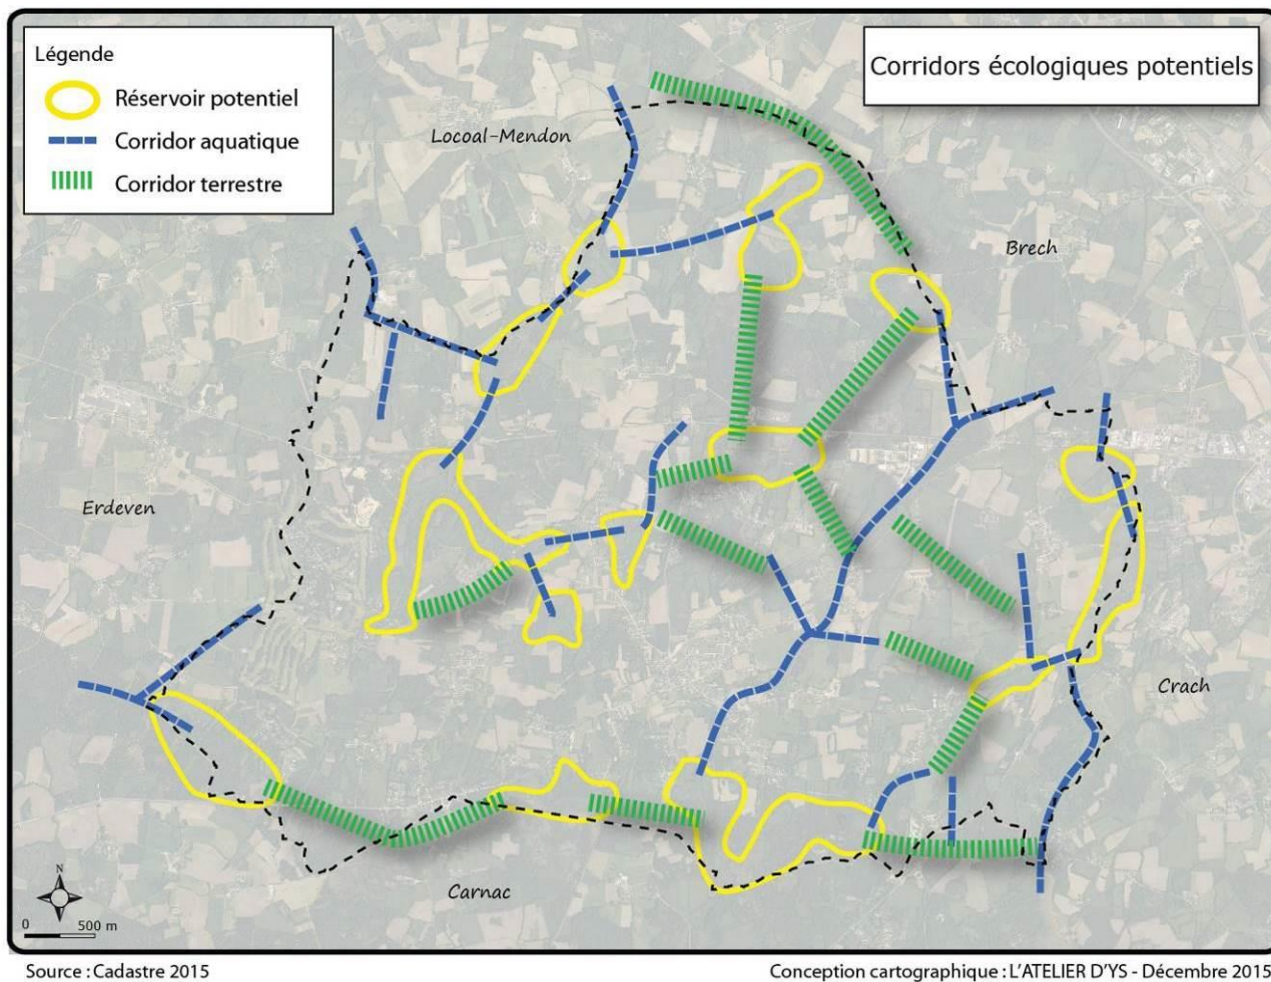 Légende
Réservoir potentiel
Corridor aquatique
Corridor terrestre
Corridors écologiques potentiels
Locoal-Mendon
Brech
Erdeven
Crach
Carnac
N
0 500 m
Source : Cadastre 2015
Conception cartographique : L'ATELIER D'YS - Décembre 2015